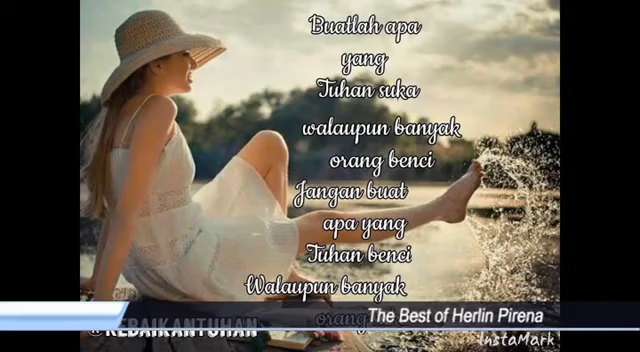 Buatlah apa
yang
Tuhan suka
walaupun banyak
orang benci
Jangan buat
apa yang
Tuhan benci
Walaupun banyak
orang
The Best of Herlin Pirena
@KEBAIKANTUHAN
InstaMark